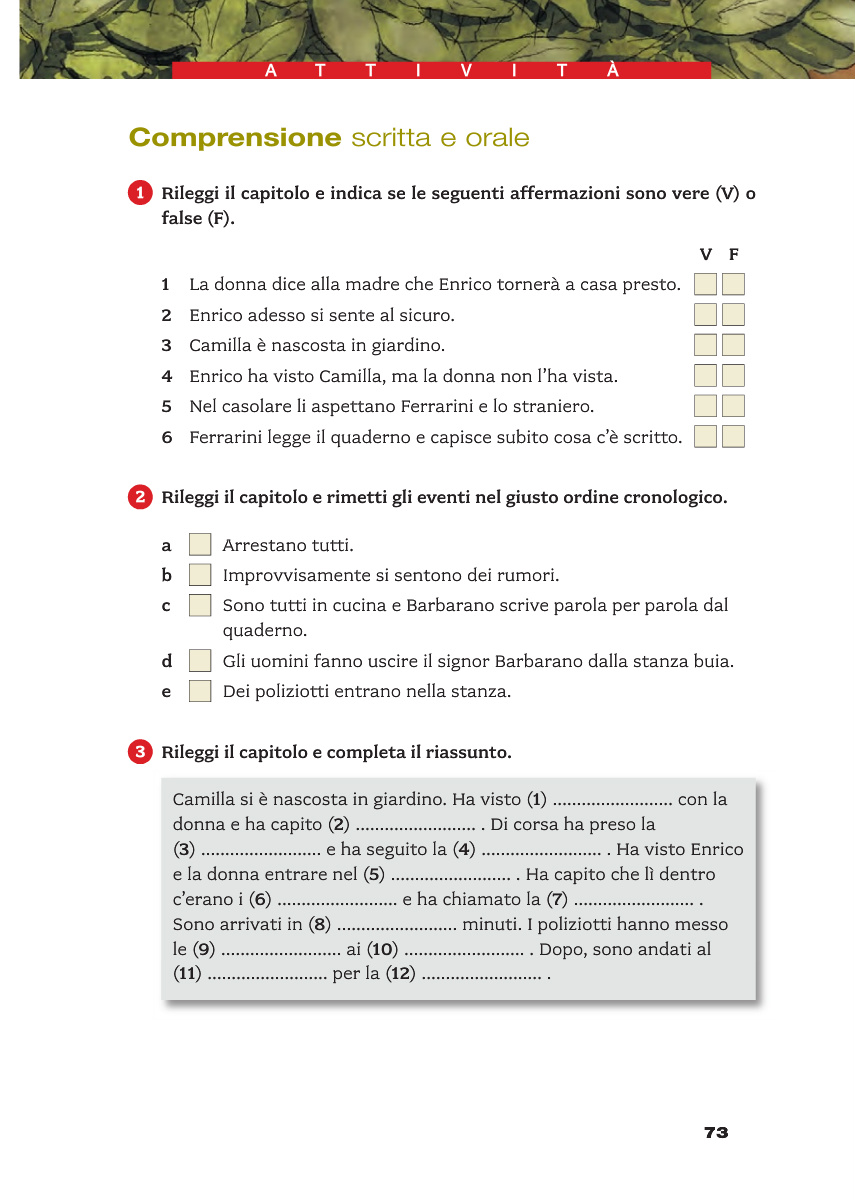 ATTIVITÀ
Comprensione scritta e orale
1 Rileggi il capitolo e indica se le seguenti affermazioni sono vere (V) o
false (F).
V F
1 La donna dice alla madre che Enrico tornerà a casa presto.
2 Enrico adesso si sente al sicuro.
3 Camilla è nascosta in giardino.
4 Enrico ha visto Camilla, ma la donna non l'ha vista.
5 Nel casolare li aspettano Ferrarini e lo straniero.
6 Ferrarini legge il quaderno e capisce subito cosa c'è scritto.
2 Rileggi il capitolo e rimetti gli eventi nel giusto ordine cronologico.
a Arrestano tutti.
b Improvvisamente si sentono dei rumori.
c Sono tutti in cucina e Barbarano scrive parola per parola dal
quaderno.
d Gli uomini fanno uscire il signor Barbarano dalla stanza buia.
e Dei poliziotti entrano nella stanza.
3 Rileggi il capitolo e completa il riassunto.
Camilla si è nascosta in giardino. Ha visto (1) ......................... con la
donna e ha capito (2) ......................... . Di corsa ha preso la
(3) ......................... e ha seguito la (4) ......................... . Ha visto Enrico
e la donna entrare nel (5) ......................... . Ha capito che lì dentro
c'erano i (6) ......................... e ha chiamato la (7) ......................... .
Sono arrivati in (8) ......................... minuti. I poliziotti hanno messo
le (9) ......................... ai (10) ......................... . Dopo, sono andati al
(11) ......................... per la (12) ......................... .
73